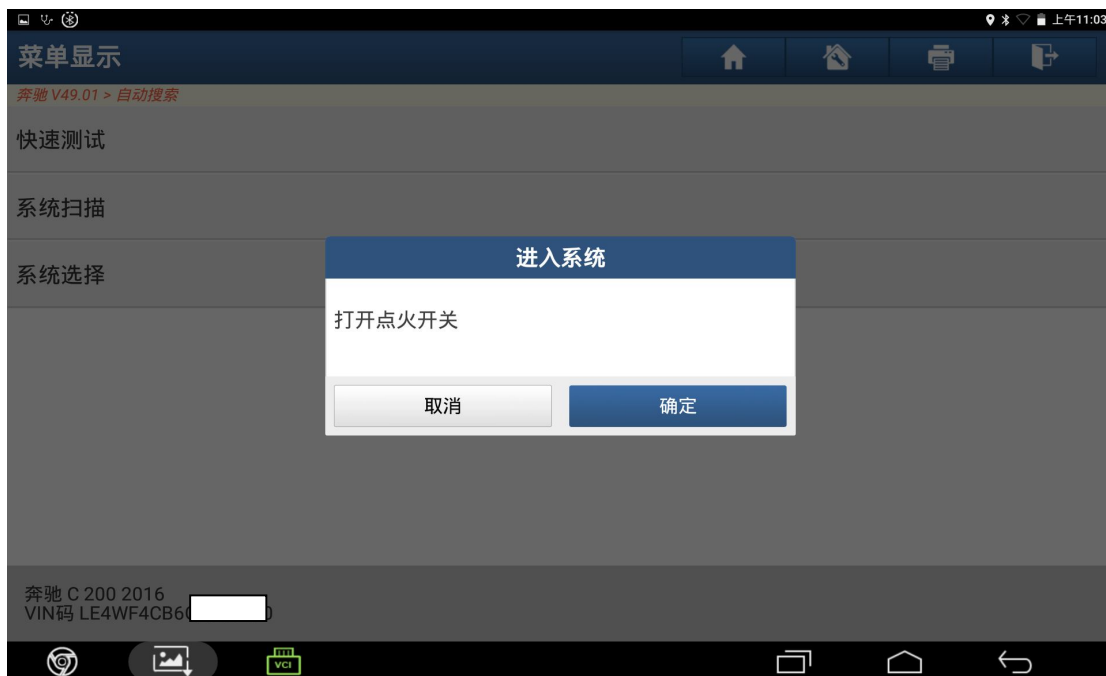 上午11:03
菜单显示
奔驰 V49.01 > 自动搜索
快速测试
系统扫描
系统选择
进入系统
打开点火开关
取消
确定
奔驰 C 200 2016
VIN码 LE4WF4CB6
VCI